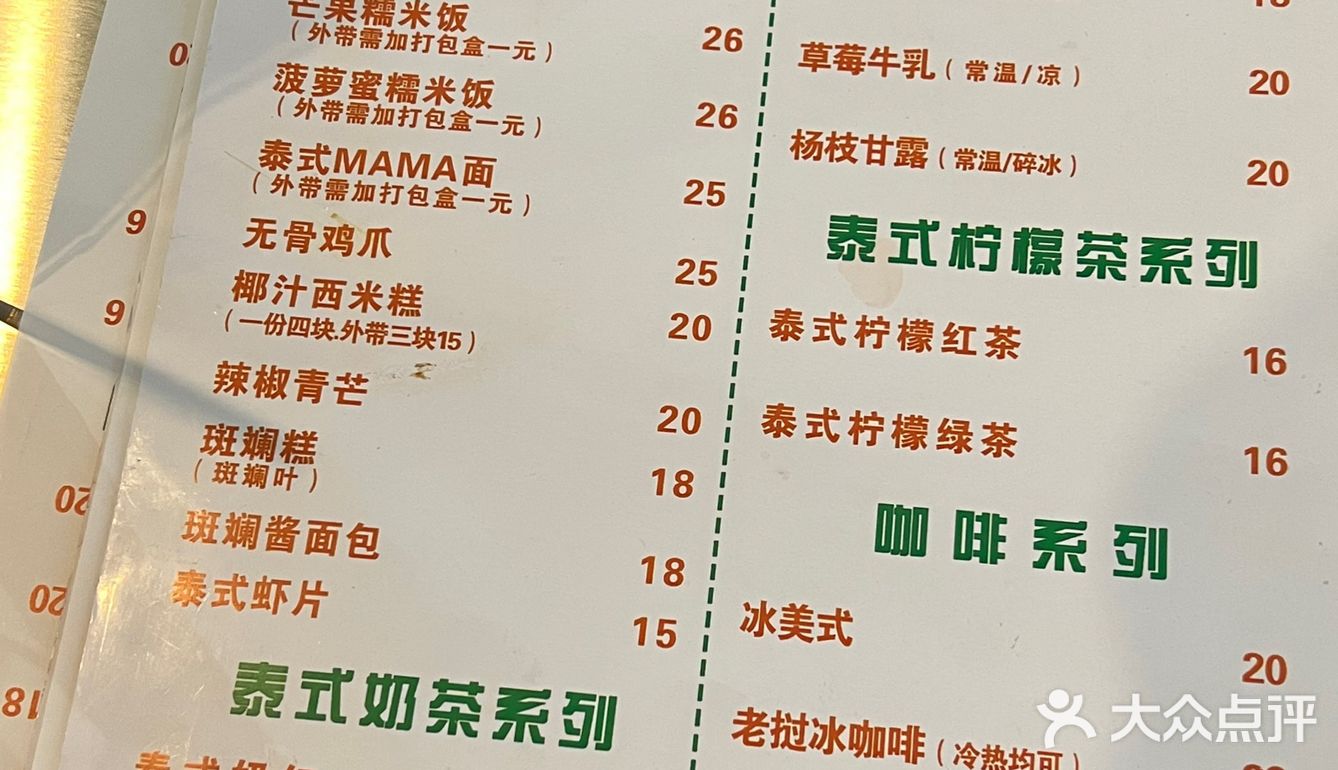 芒果糯米饭 26
（外带需加打包盒一元）
菠萝蜜糯米饭 26
（外带需加打包盒一元）
泰式MAMA面 25
（外带需加打包盒一元）
无骨鸡爪 25
椰汁西米糕 20
（一份四块.外带三块15）
辣椒青芒 20
斑斓糕 18
（斑斓叶）
斑斓酱面包 18
泰式虾片 15
泰式奶茶系列
18
草莓牛乳（常温/凉） 20
杨枝甘露（常温/碎冰） 20
泰式柠檬茶系列
泰式柠檬红茶 16
泰式柠檬绿茶 16
咖啡系列
冰美式 20
老挝冰咖啡（冷热均可）
20
9
9
20
20
18
大众点评